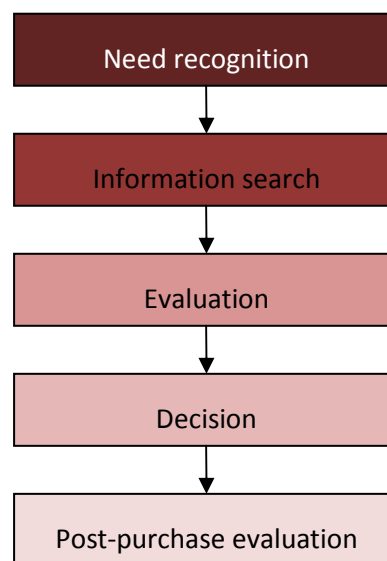 Need recognition
Information search
Evaluation
Decision
Post-purchase evaluation